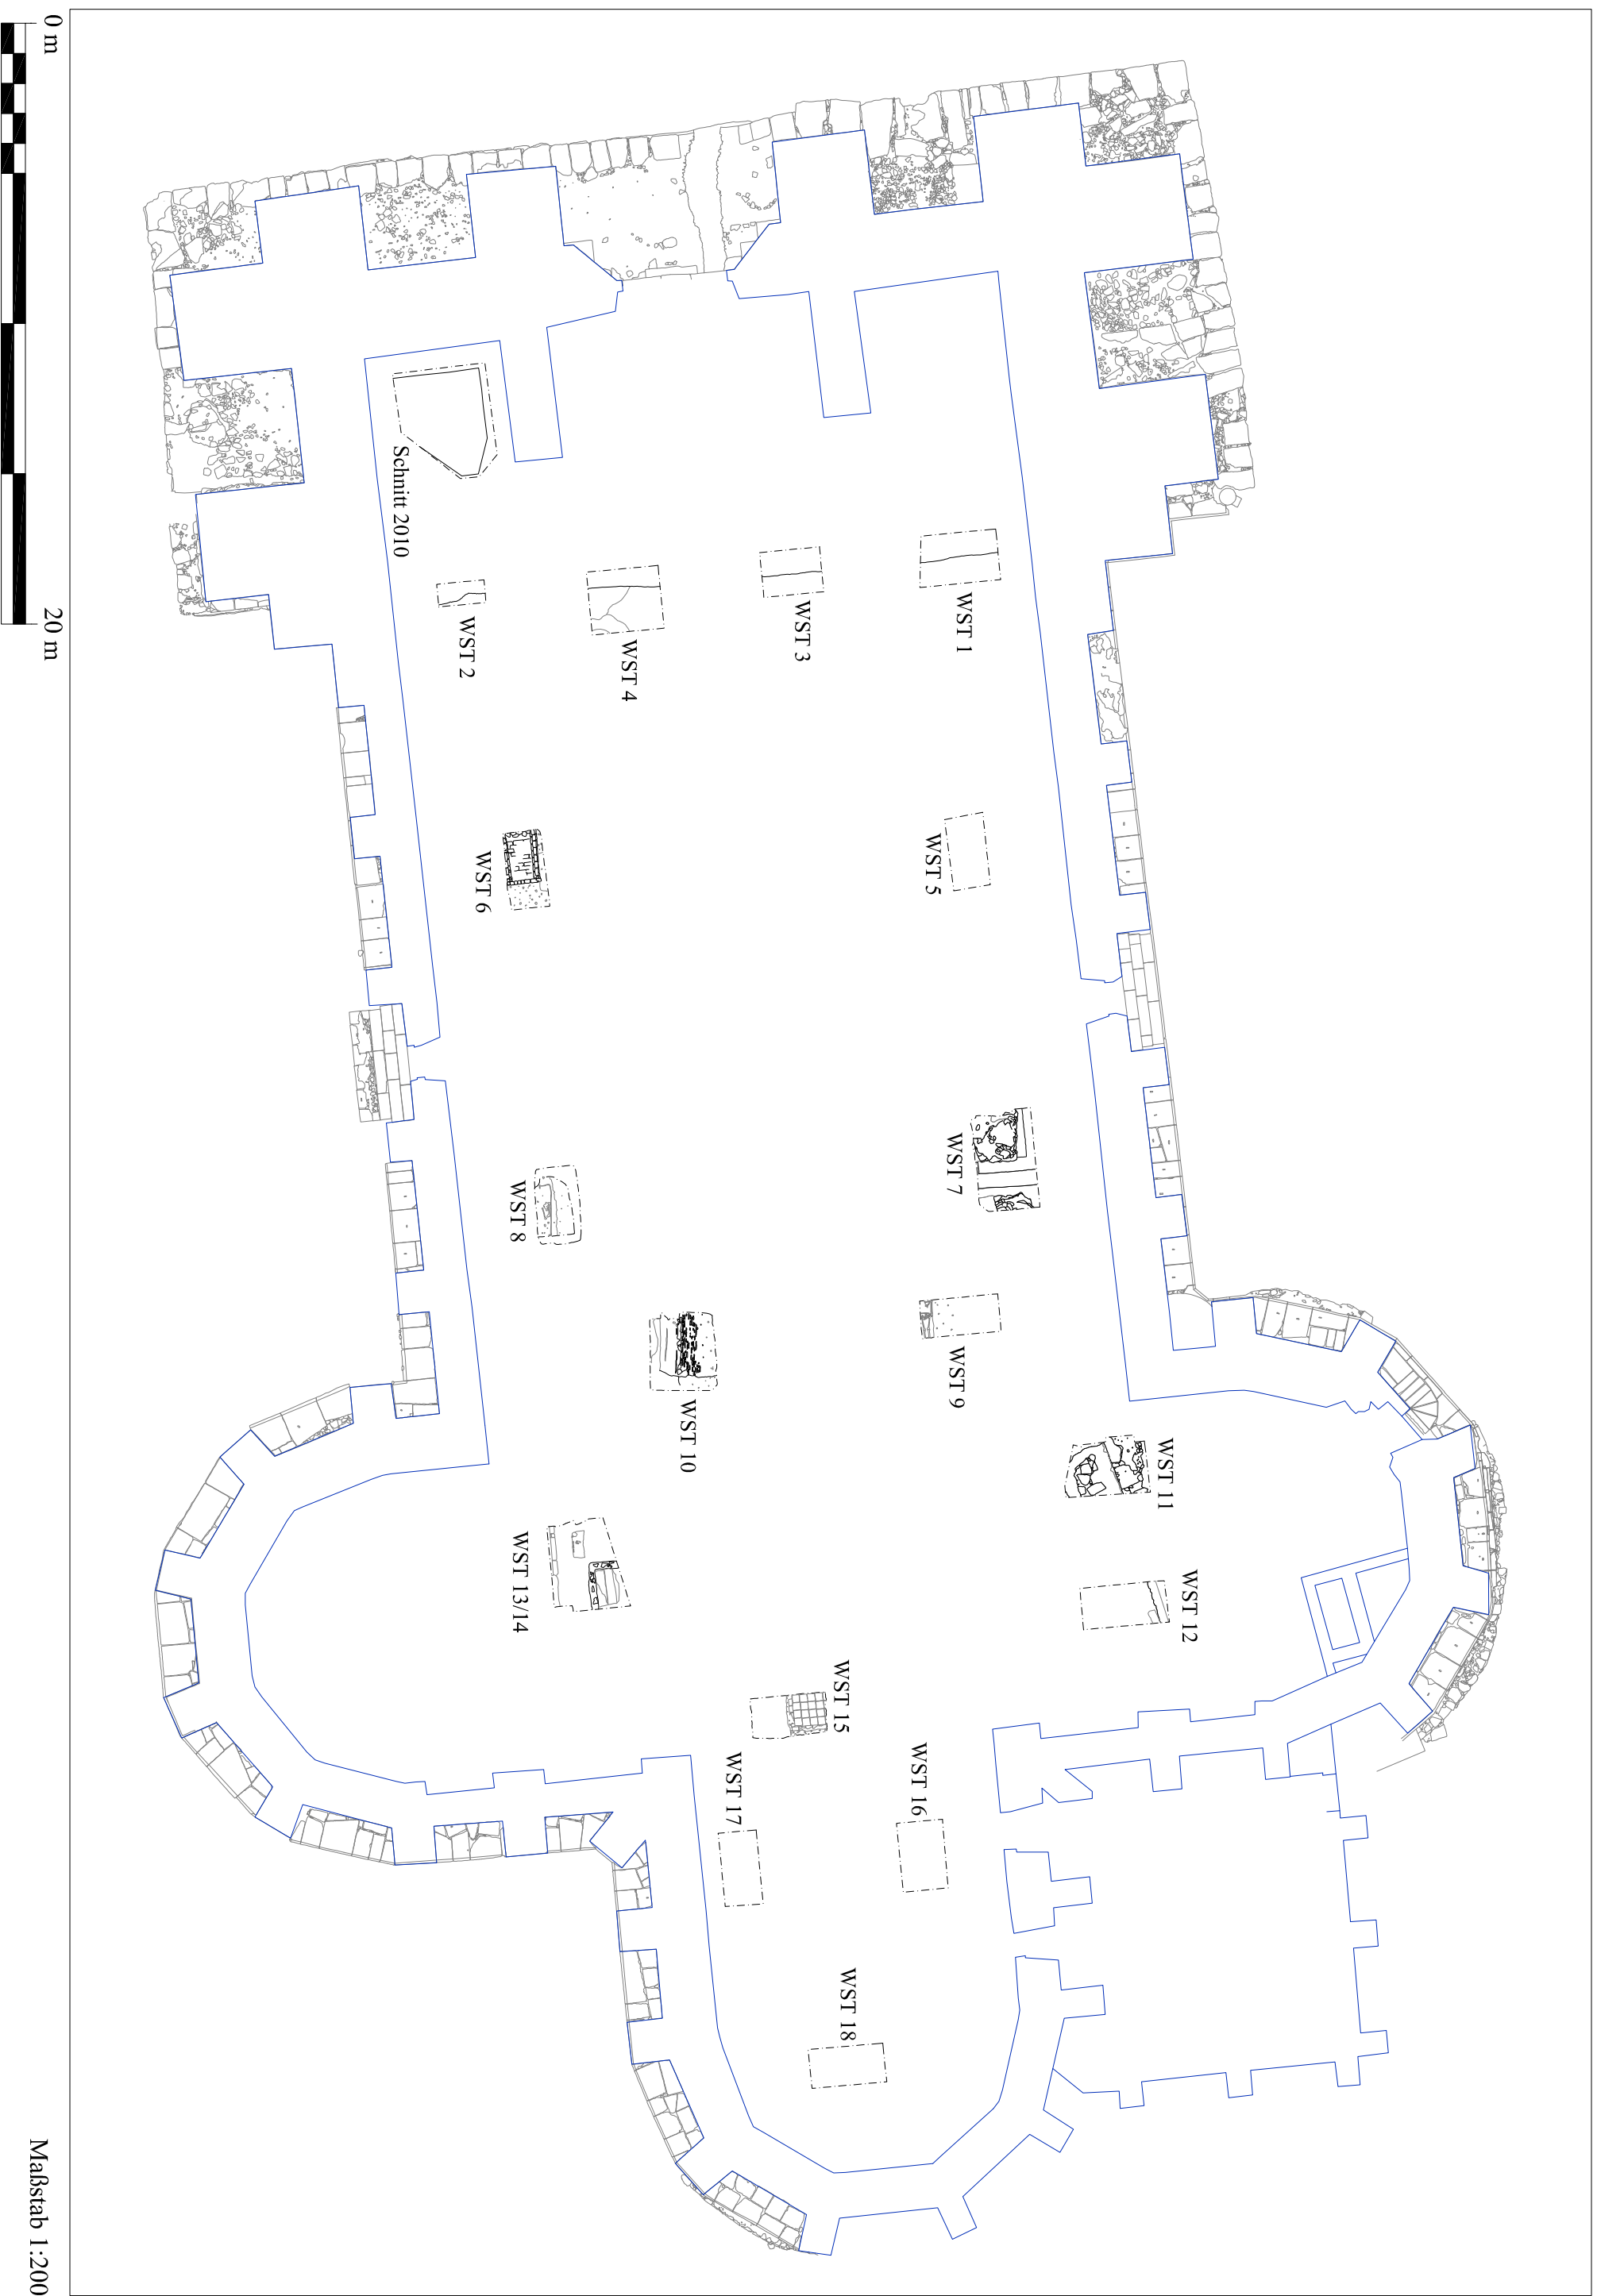 0 m
20 m
Maßstab 1:200
Schnitt 2010
WST 1
WST 2
WST 3
WST 4
WST 5
WST 6
WST 7
WST 8
WST 9
WST 10
WST 11
WST 12
WST 13/14
WST 15
WST 16
WST 17
WST 18